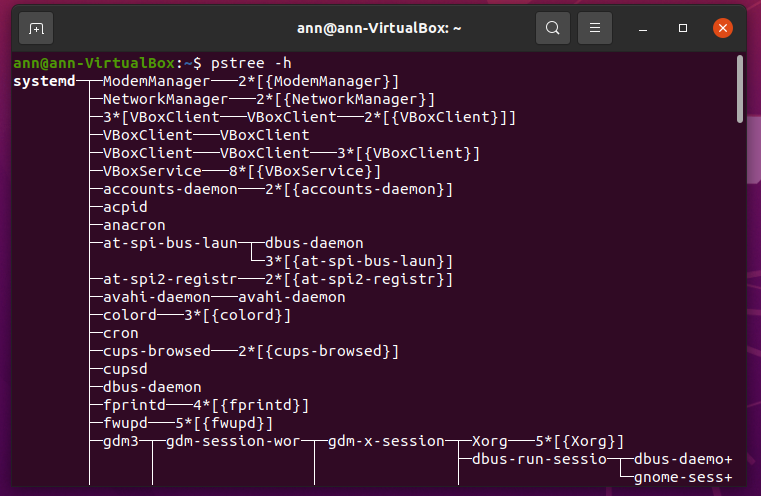 ann@ann-VirtualBox: ~
ann@ann-VirtualBox:~$ pstree -h
systemd─┬─ModemManager───2*[{ModemManager}]
        ├─NetworkManager───2*[{NetworkManager}]
        ├─3*[VBoxClient───VBoxClient───2*[{VBoxClient}]]
        ├─VBoxClient───VBoxClient
        ├─VBoxClient───VBoxClient───3*[{VBoxClient}]
        ├─VBoxService───8*[{VBoxService}]
        ├─accounts-daemon───2*[{accounts-daemon}]
        ├─acpid
        ├─anacron
        ├─at-spi-bus-laun─┬─dbus-daemon
        │                 └─3*[{at-spi-bus-laun}]
        ├─at-spi2-registr───2*[{at-spi2-registr}]
        ├─avahi-daemon───avahi-daemon
        ├─colord───3*[{colord}]
        ├─cron
        ├─cups-browsed───2*[{cups-browsed}]
        ├─cupsd
        ├─dbus-daemon
        ├─fprintd───4*[{fprintd}]
        ├─fwupd───5*[{fwupd}]
        ├─gdm3─┬─gdm-session-wor─┬─gdm-x-session─┬─Xorg───5*[{Xorg}]
        │      │                 │               ├─dbus-run-sessio─┬─dbus-daemo+
        │      │                 │               │                 └─gnome-sess+